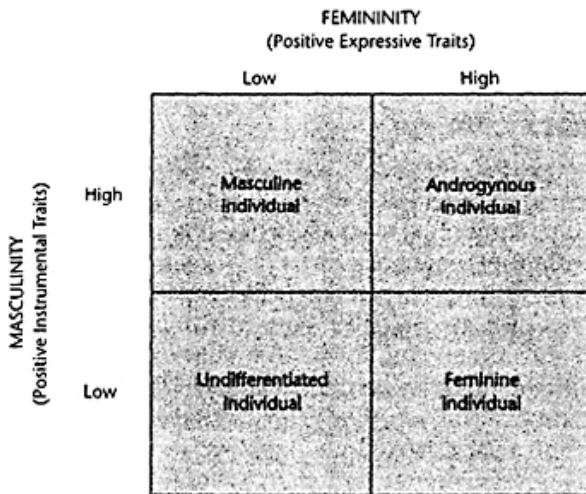 FEMININITY
(Positive Expressive Traits)
Low High
High
Masculine
individual
Androgynous
individual
MASCULINITY
(Positive Instrumental Traits)
Low
Undifferentiated
individual
Feminine
individual